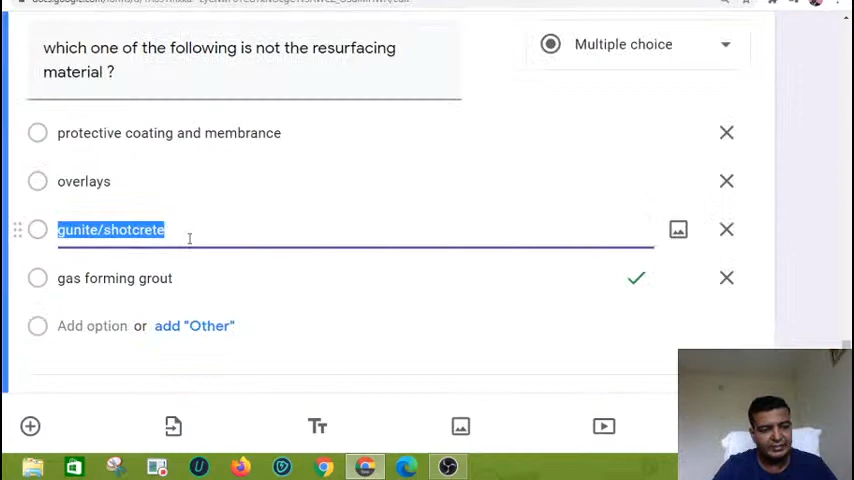 which one of the following is not the resurfacing
material ?
Multiple choice
protective coating and membrance
overlays
gunite/shotcrete
gas forming grout
Add option or add "Other"
TT